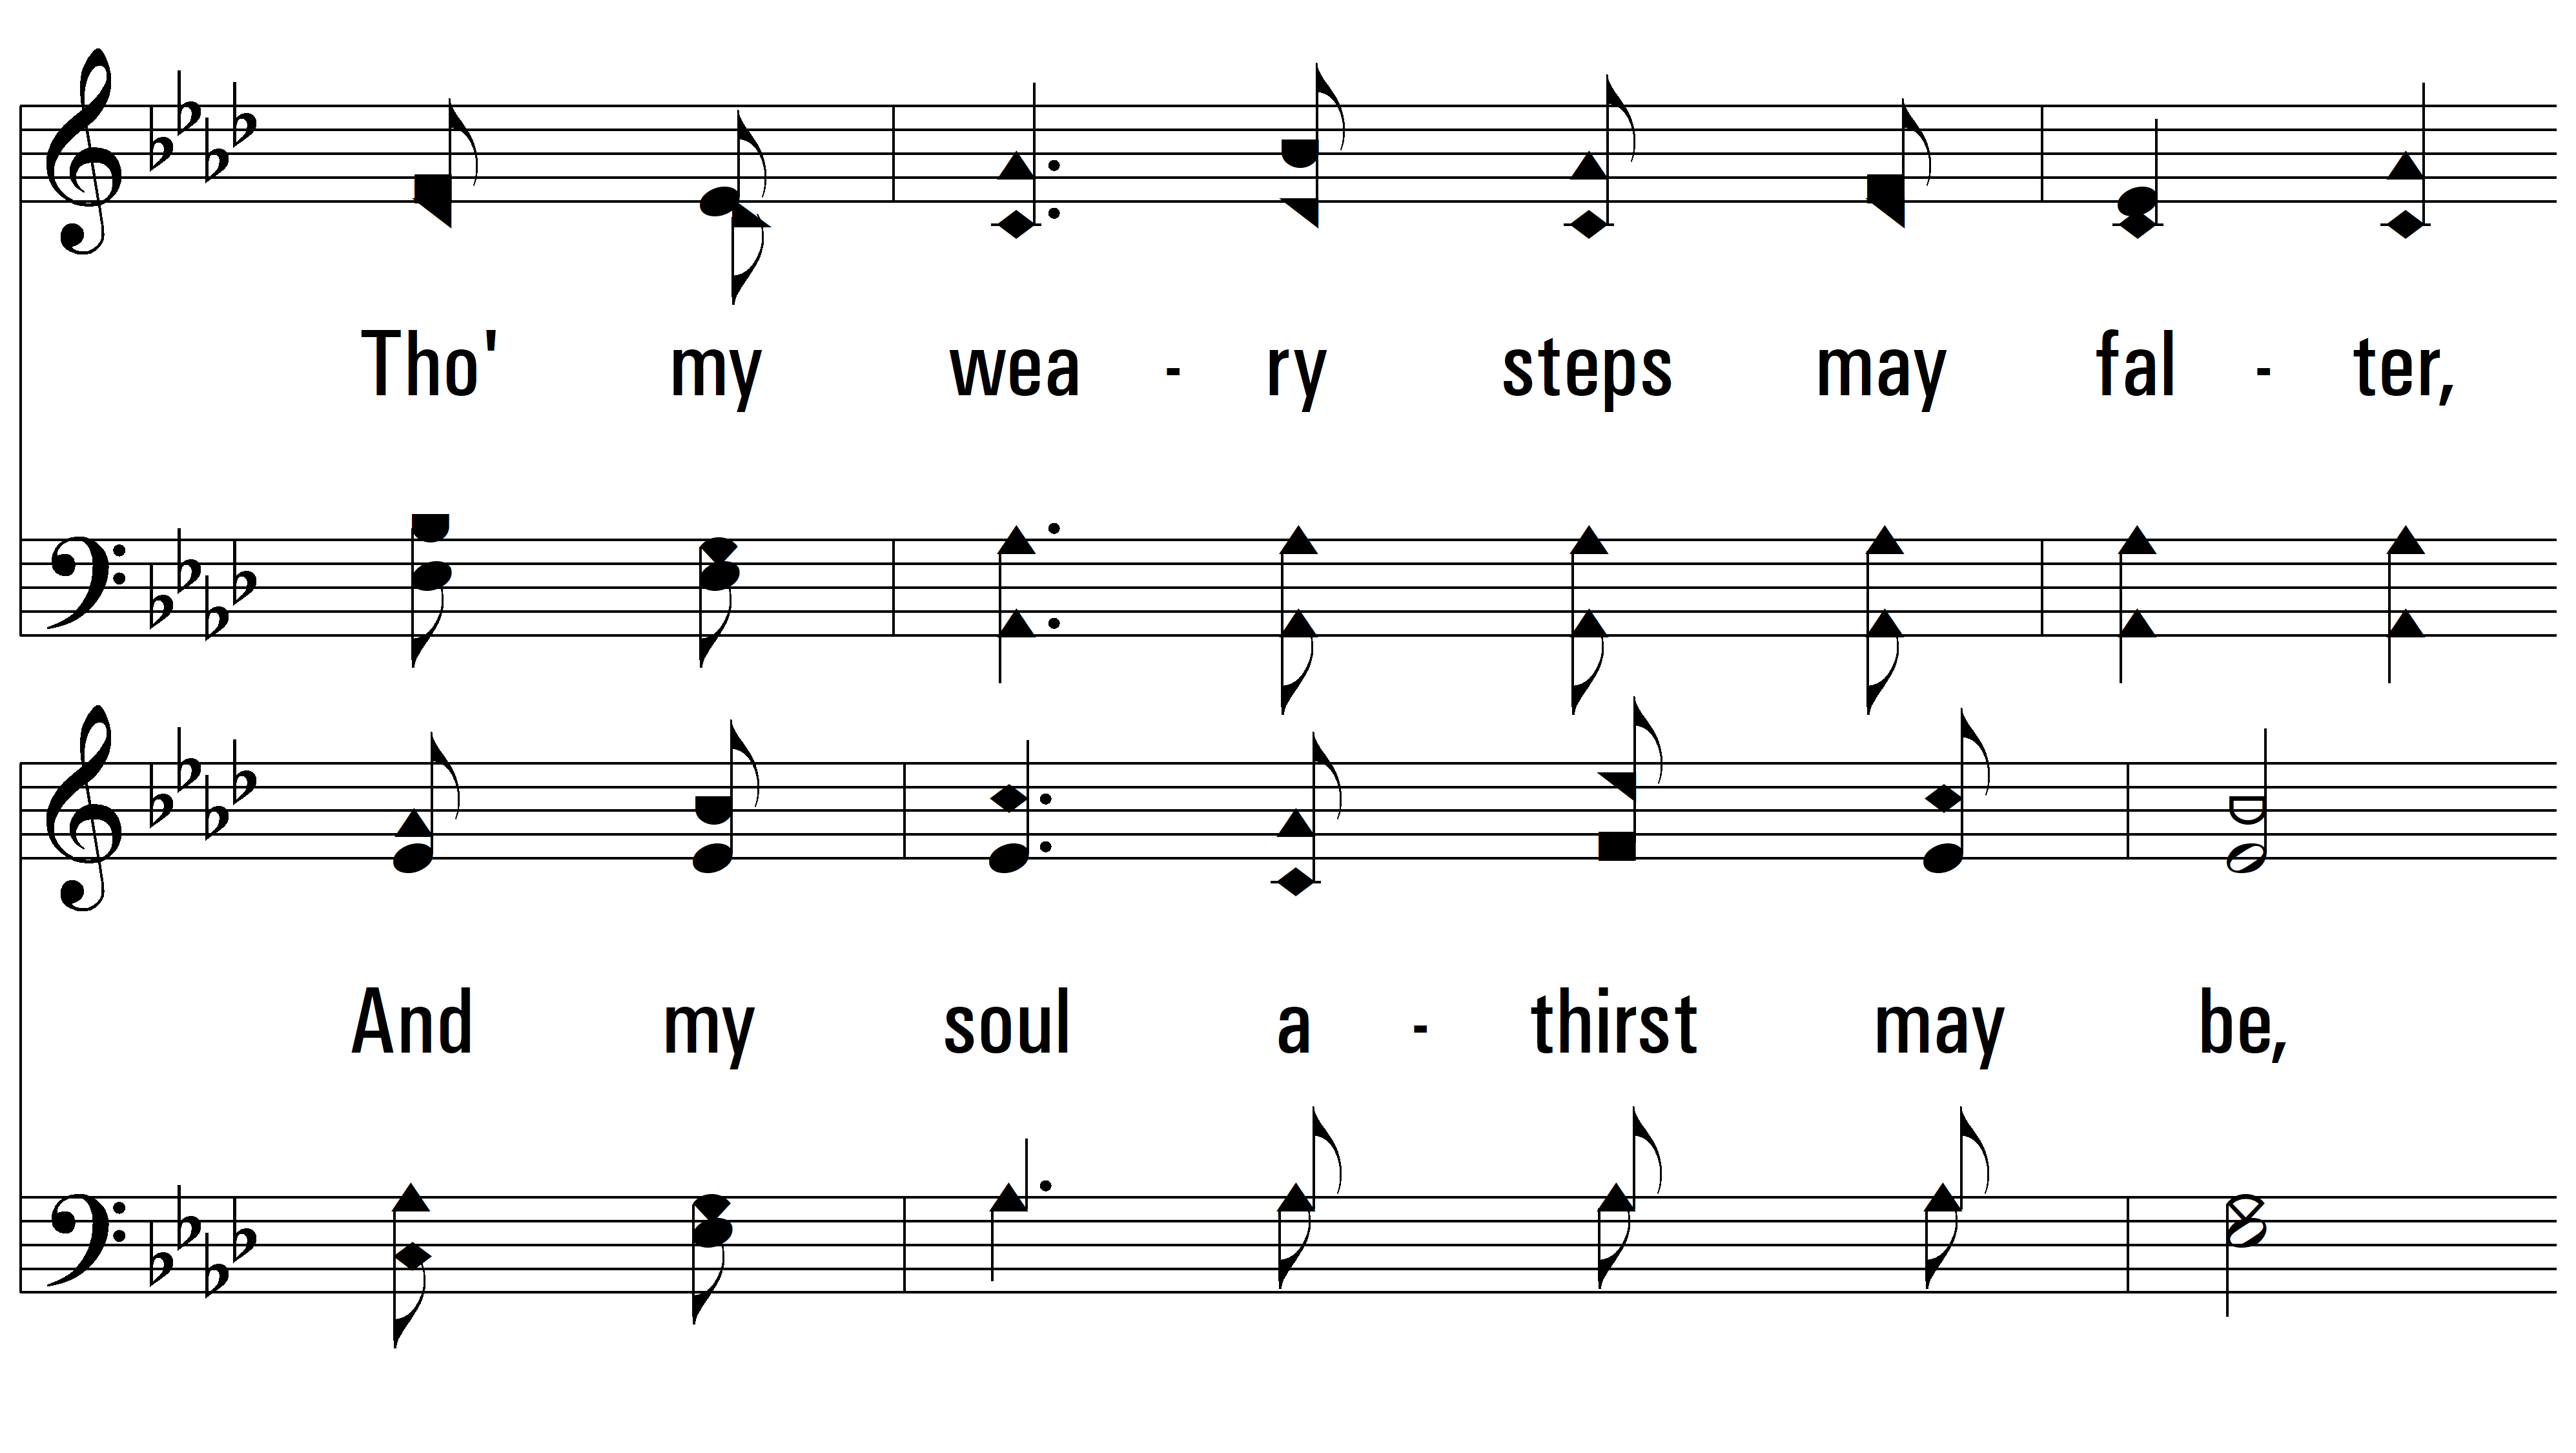 Tho' my wea - ry steps may fal - ter,
And my soul a - thirst may be,